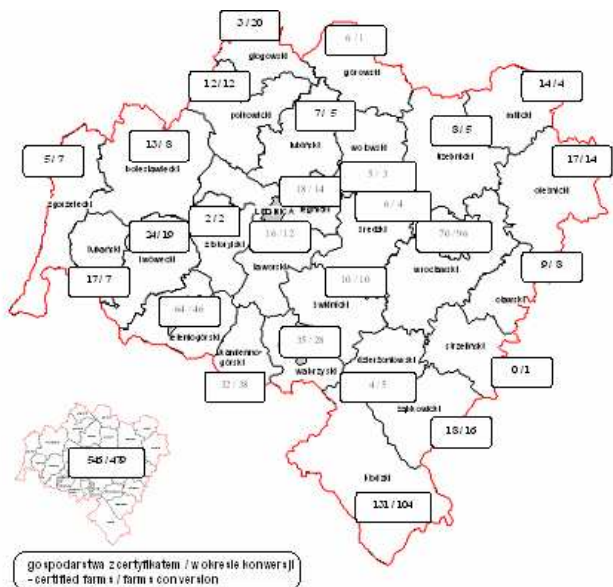 3 / 20
głogowski
6 / 1
górowski
12 / 12
polkowicki
14 / 4
milicki
7 / 5
lubiński
wołowski
8 / 5
trzebnicki
13 / 8
bolesławiecki
5 / 7
zgorzelecki
17 / 14
oleśnicki
5 / 3
18 / 14
legnicki
LEGNICA
6 / 4
średzki
2 / 2
złotoryjski
34 / 19
lwówecki
lubański
16 / 12
jaworski
76 / 96
wrocławski
9 / 8
oławski
17 / 7
10 / 10
świdnicki
64 / 46
jeleniogórski
kamienno-
górski
35 / 28
wałbrzyski
dzierżoniowski
strzeliński
0 / 1
32 / 38
4 / 5
ząbkowicki
18 / 16
kłodzki
131 / 104
545 / 479
gospodarstwa z certyfikatem / w okresie konwersji
- certified farms / farms conversion